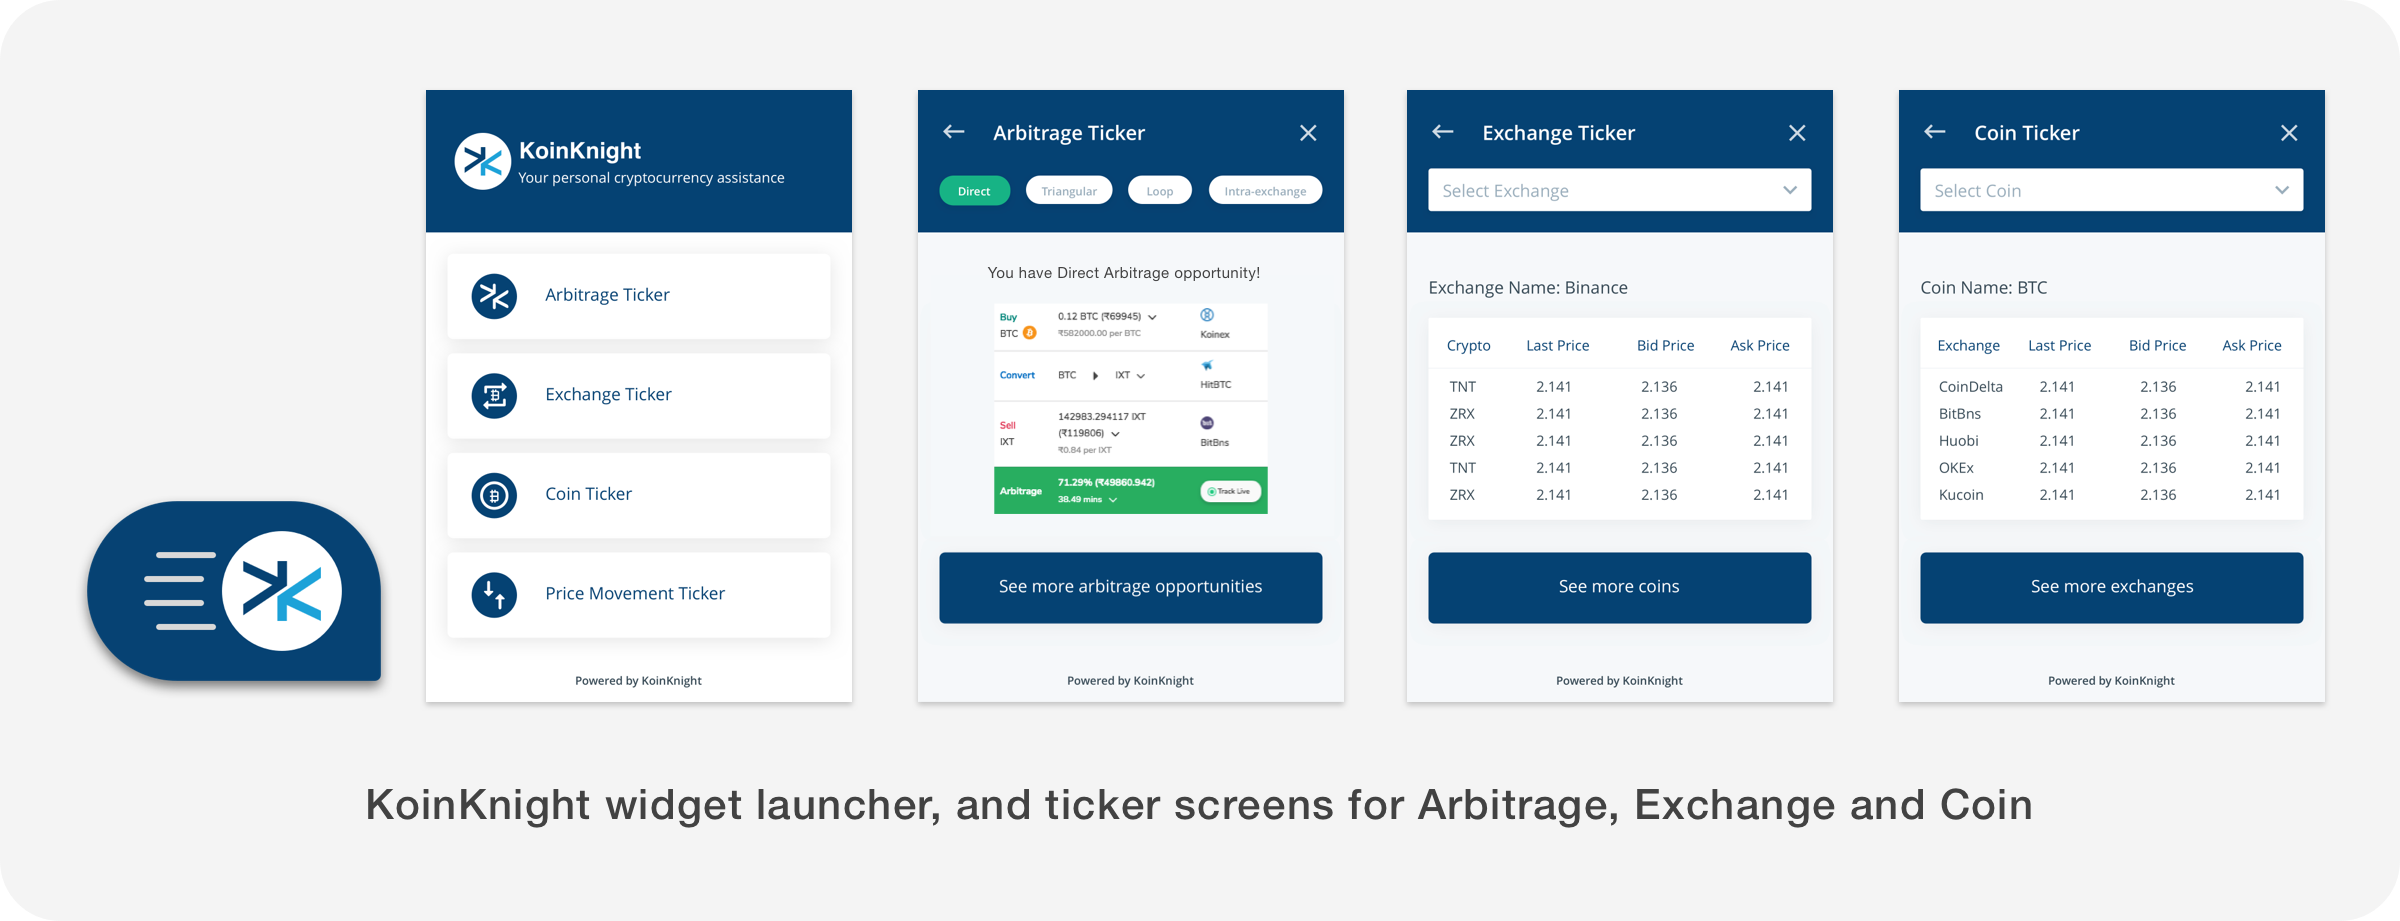 KoinKnight
Your personal cryptocurrency assistance
Arbitrage Ticker
Exchange Ticker
Coin Ticker
Price Movement Ticker
Powered by KoinKnight
Arbitrage Ticker
Direct Triangular Loop Intra-exchange
You have Direct Arbitrage opportunity!
Buy 0.12 BTC (₹69945)
BTC ₹582000.00 per BTC Koinex
Convert BTC IXT HitBTC
142983.294117 IXT
Sell (₹119806)
IXT ₹0.84 per IXT BitBns
Arbitrage 71.29% (₹49860.942)
38.49 mins Track Live
See more arbitrage opportunities
Powered by KoinKnight
Exchange Ticker
Select Exchange
Exchange Name: Binance
Crypto Last Price Bid Price Ask Price
TNT 2.141 2.136 2.141
ZRX 2.141 2.136 2.141
ZRX 2.141 2.136 2.141
TNT 2.141 2.136 2.141
ZRX 2.141 2.136 2.141
See more coins
Powered by KoinKnight
Coin Ticker
Select Coin
Coin Name: BTC
Exchange Last Price Bid Price Ask Price
CoinDelta 2.141 2.136 2.141
BitBns 2.141 2.136 2.141
Huobi 2.141 2.136 2.141
OKEx 2.141 2.136 2.141
Kucoin 2.141 2.136 2.141
See more exchanges
Powered by KoinKnight
KoinKnight widget launcher, and ticker screens for Arbitrage, Exchange and Coin